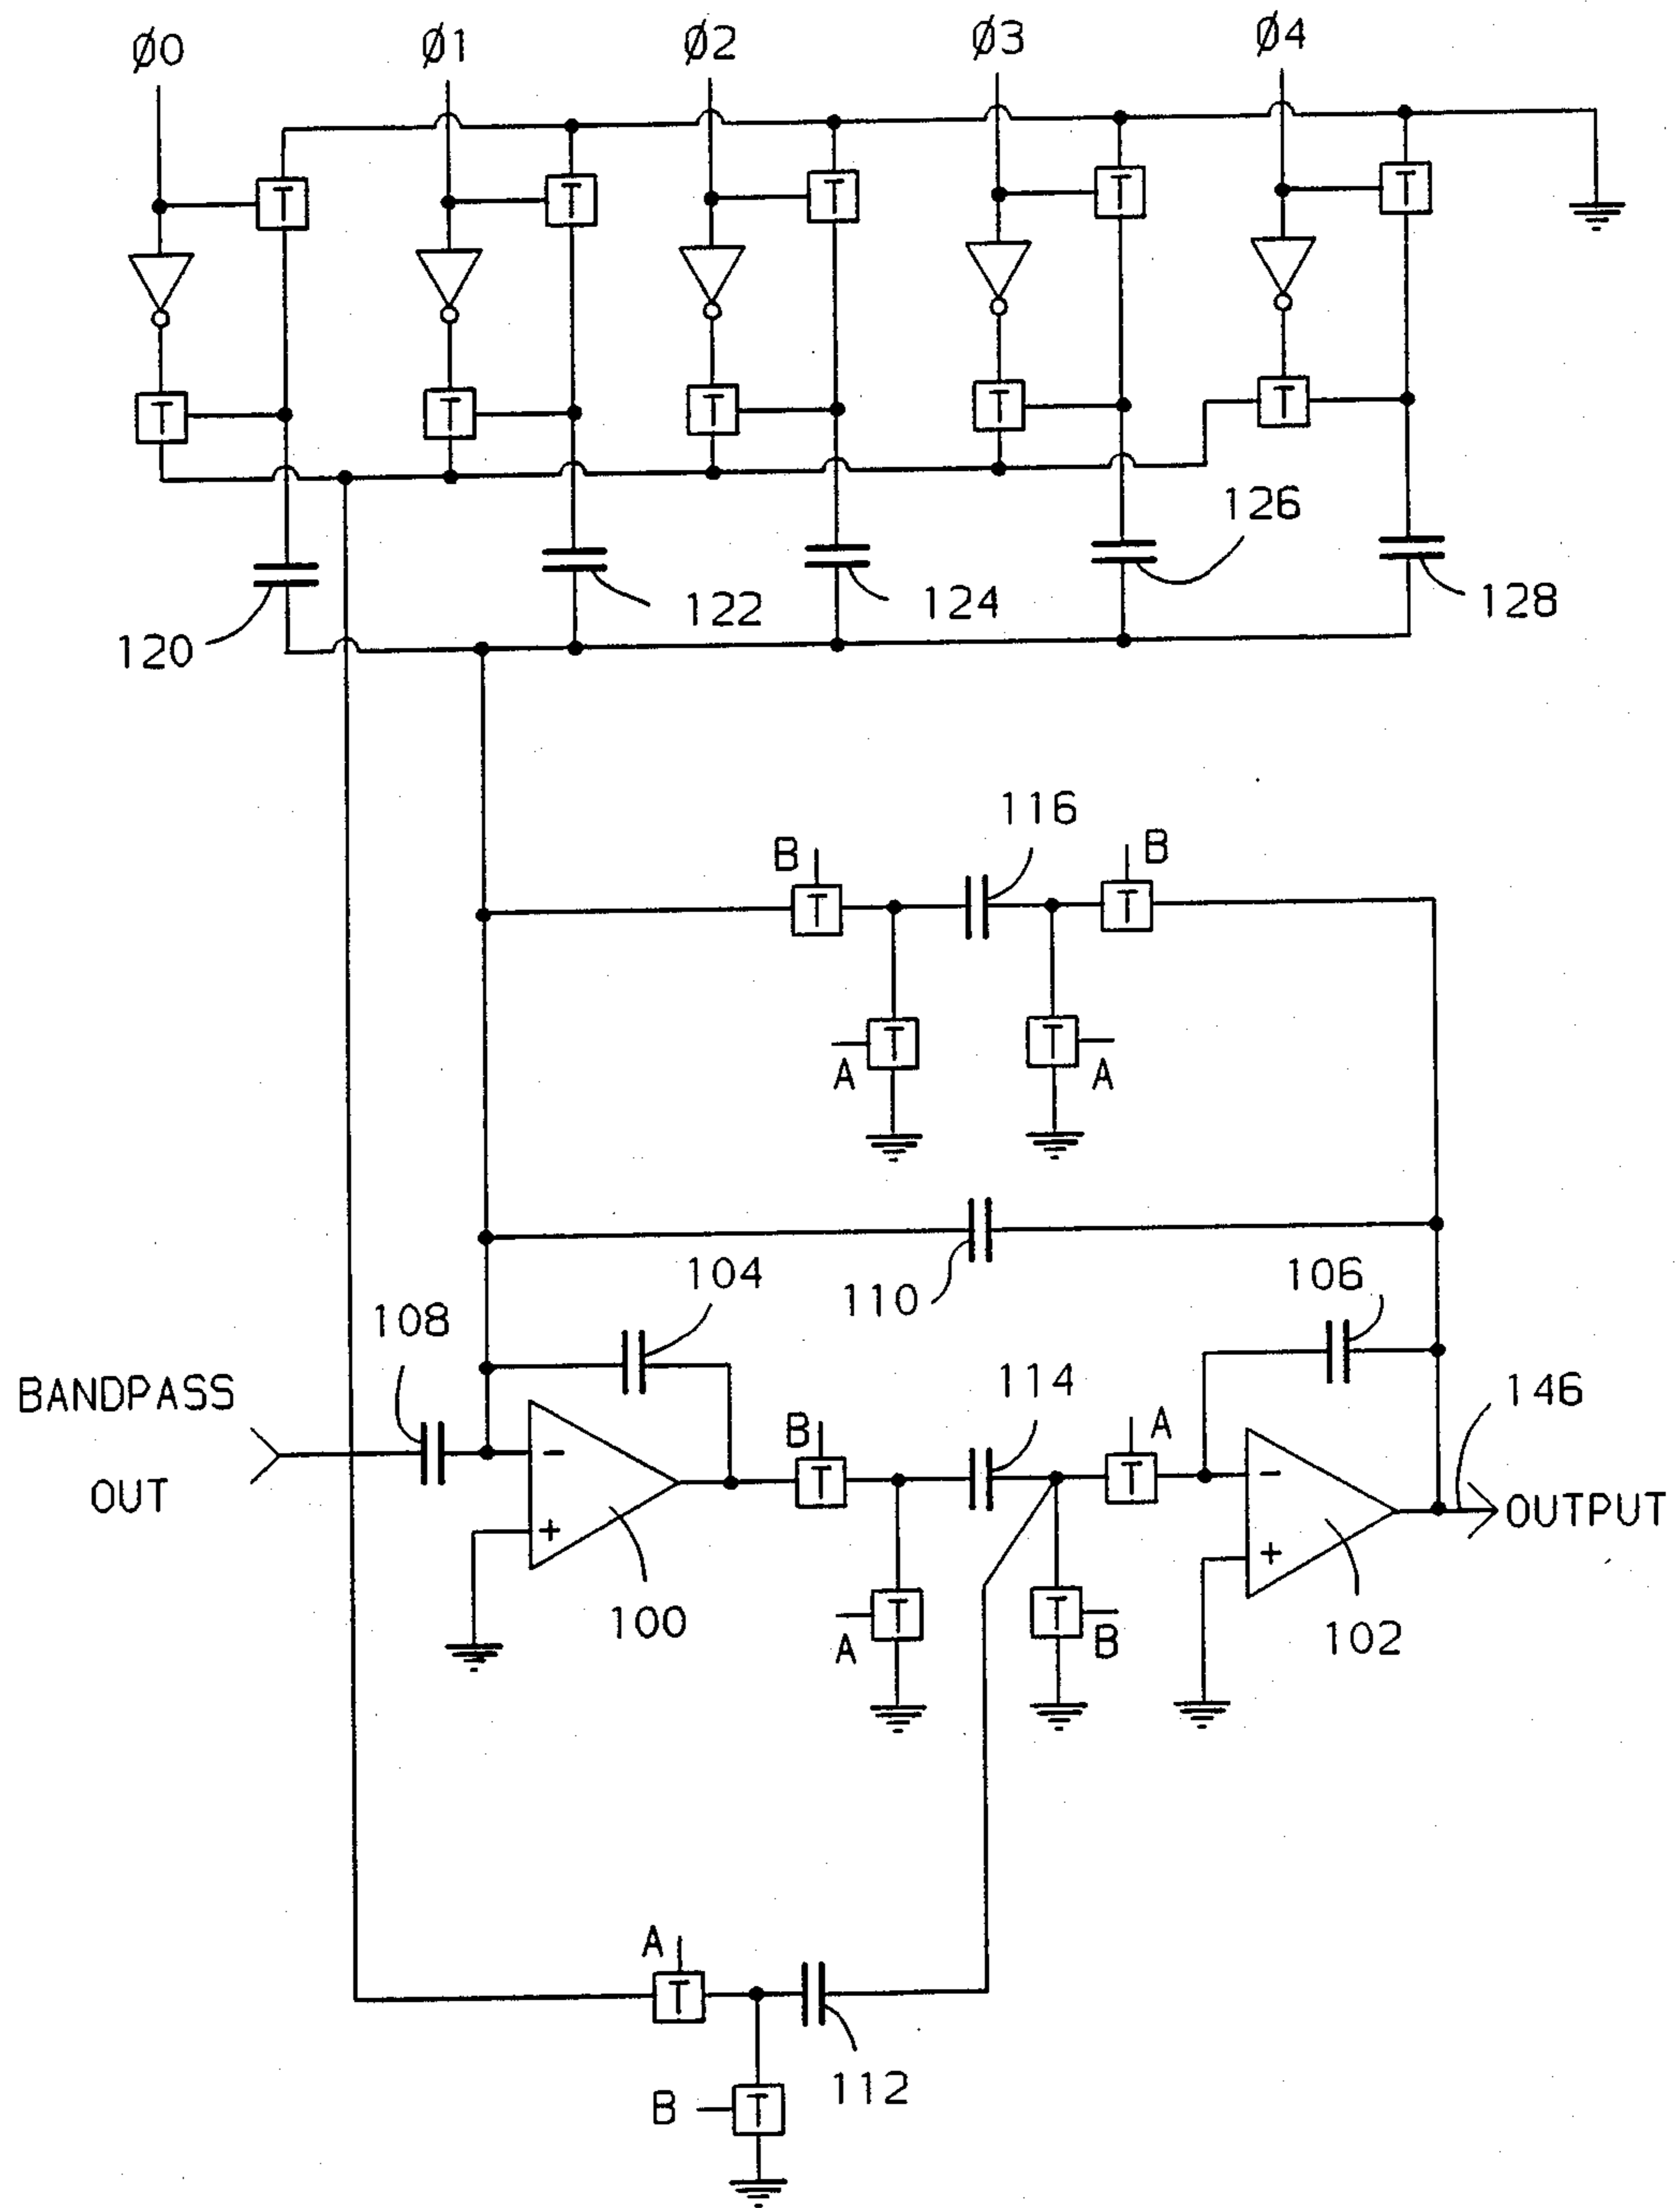 Ø0 Ø1 Ø2 Ø3 Ø4
T T T T T
T T T T T
126
122 124 128
120
116
B B
T T
T T
A A
104 106
110
108
114 146
BANDPASS
B A
T T
OUT
- -
OUTPUT
+ +
T T
100 A B 102
A
T
112
B T